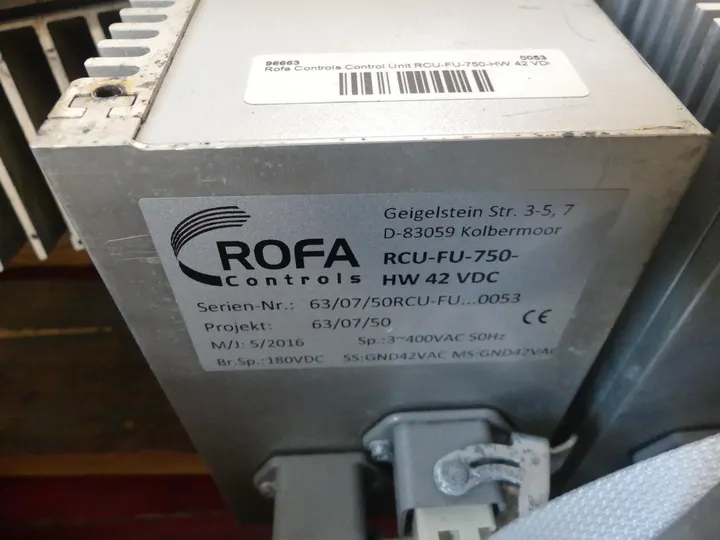 96663 0053
Rofa Controls Control Unit RCU-FU-750-HW 42 VD
ROFA
Controls
Geigelstein Str. 3-5, 7
D-83059 Kolbermoor
RCU-FU-750-
HW 42 VDC
Serien-Nr.: 63/07/50RCU-FU...0053
Projekt: 63/07/50
M/J: 5/2016 Sp.:3~400VAC 50Hz CE
Br.Sp.:180VDC SS:GND42VAC MS:GND42VAC